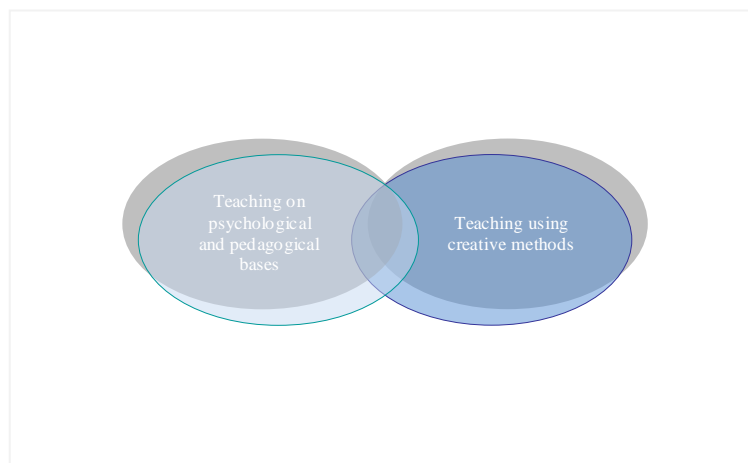 Teaching on
psychological
and pedagogical
bases
Teaching using
creative methods